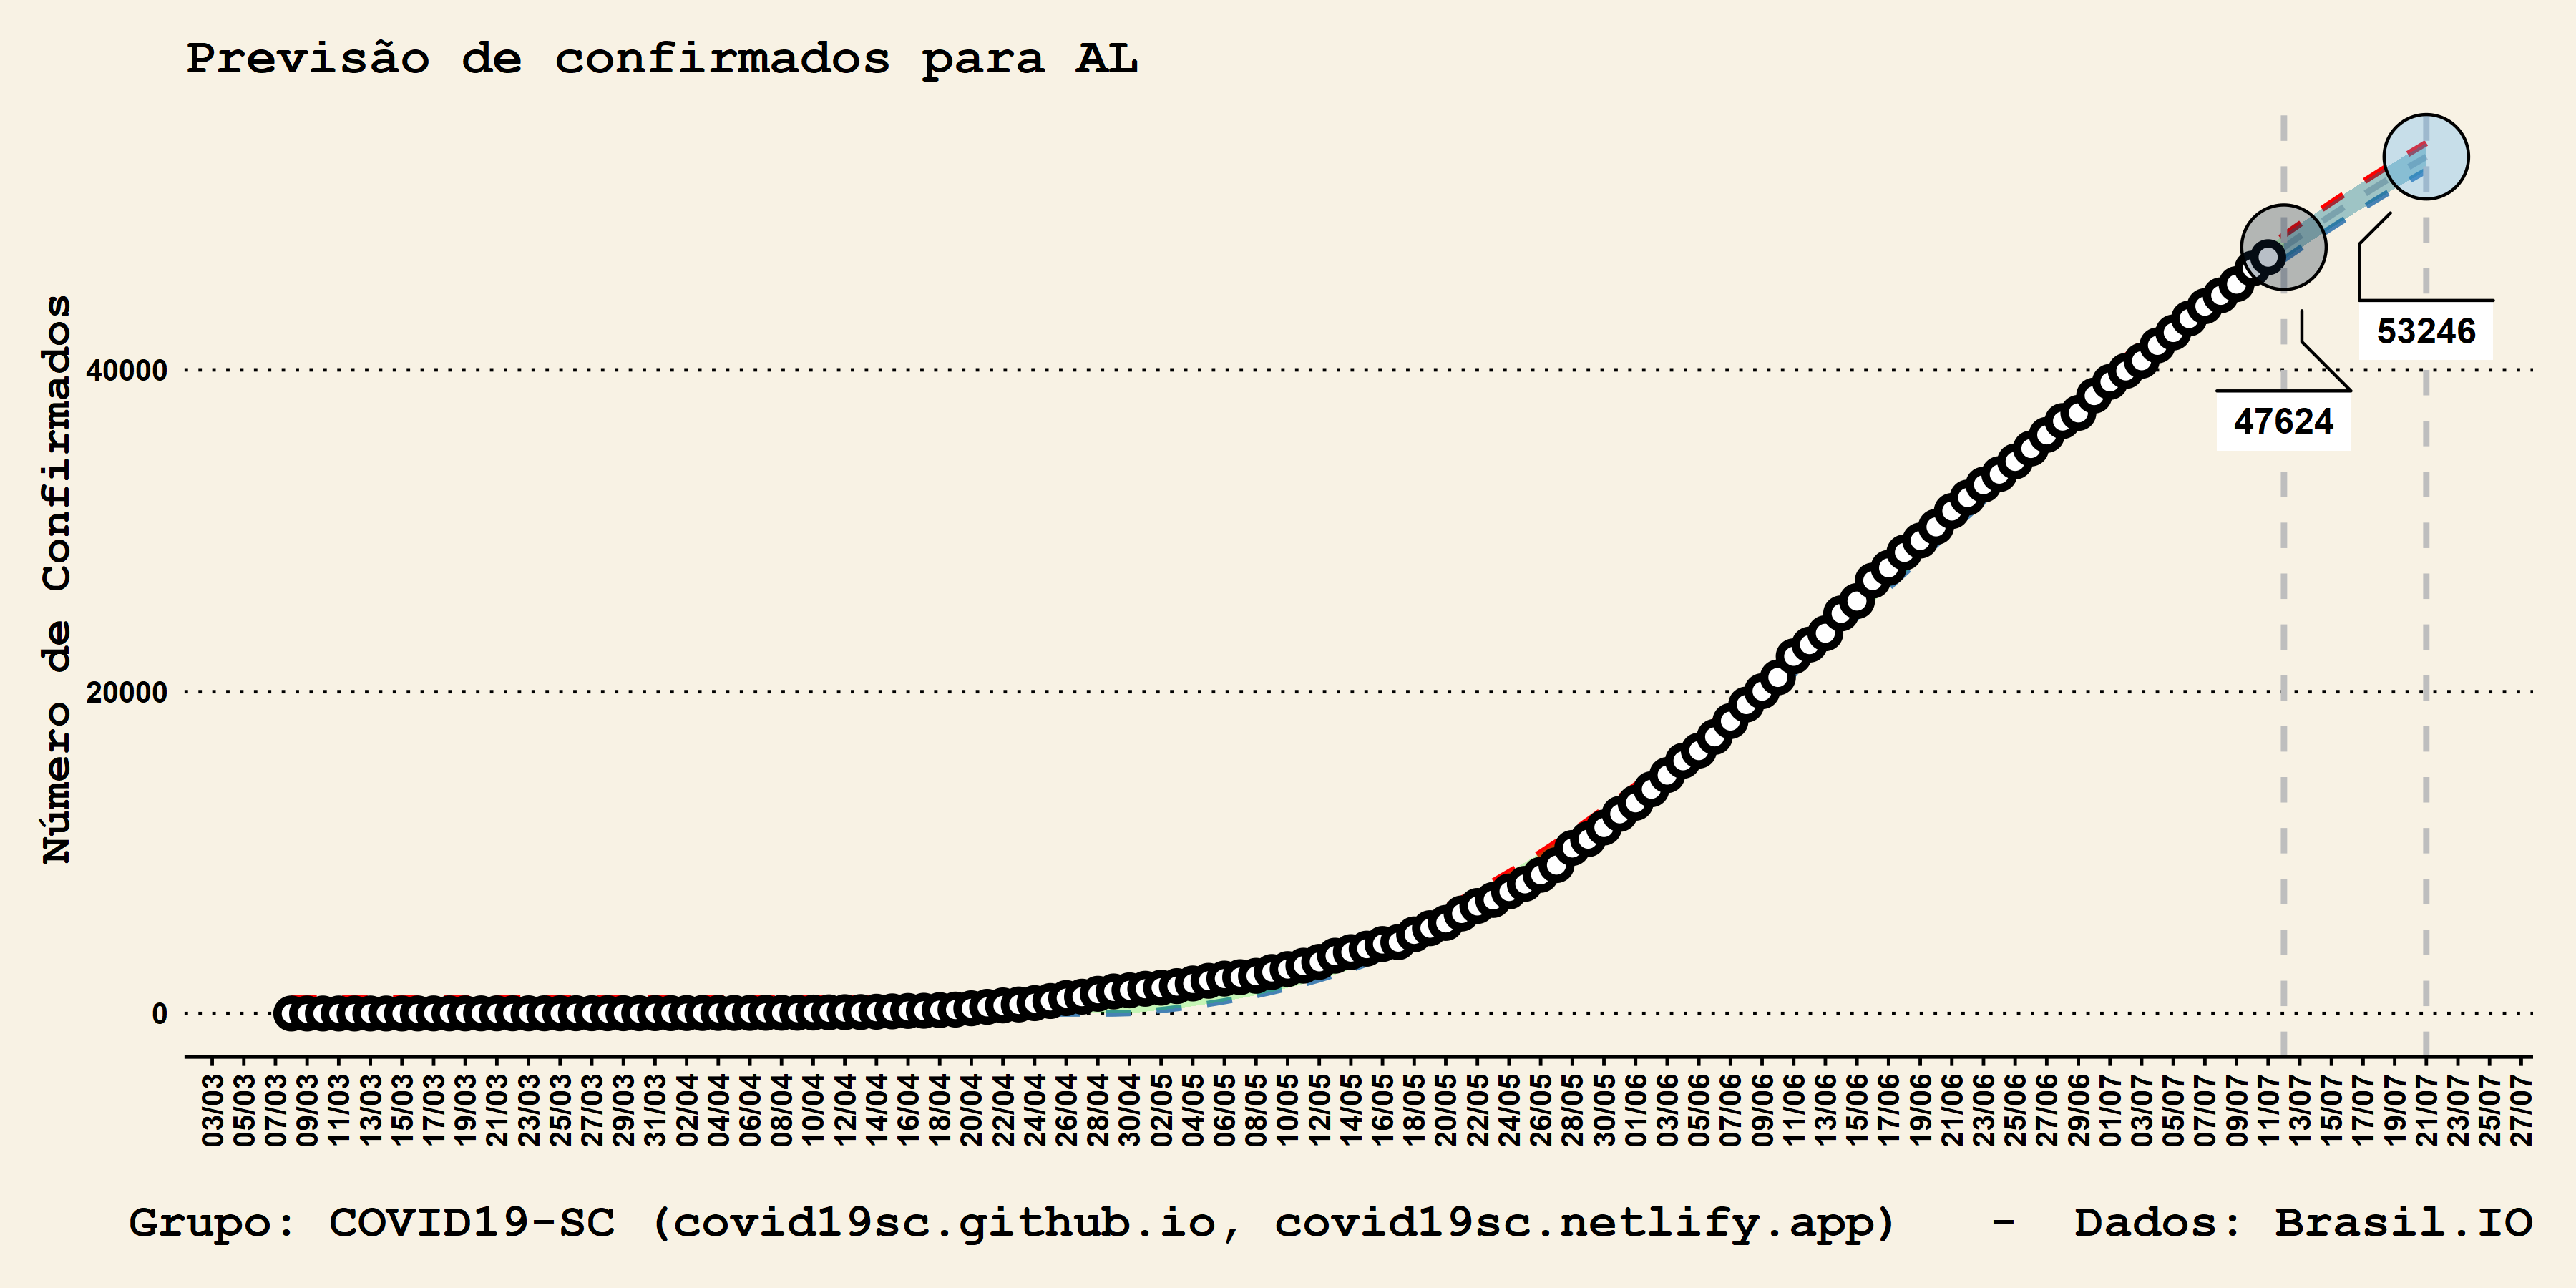 Previsão de confirmados para AL
Número de Confirmados
40000
20000
0
53246
47624
03/03 05/03 07/03 09/03 11/03 13/03 15/03 17/03 19/03 21/03 23/03 25/03 27/03 29/03 31/03 02/04 04/04 06/04 08/04 10/04 12/04 14/04 16/04 18/04 20/04 22/04 24/04 26/04 28/04 30/04 02/05 04/05 06/05 08/05 10/05 12/05 14/05 16/05 18/05 20/05 22/05 24/05 26/05 28/05 30/05 01/06 03/06 05/06 07/06 09/06 11/06 13/06 15/06 17/06 19/06 21/06 23/06 25/06 27/06 29/06 01/07 03/07 05/07 07/07 09/07 11/07 13/07 15/07 17/07 19/07 21/07 23/07 25/07 27/07
Grupo: COVID19-SC (covid19sc.github.io, covid19sc.netlify.app) - Dados: Brasil.IO